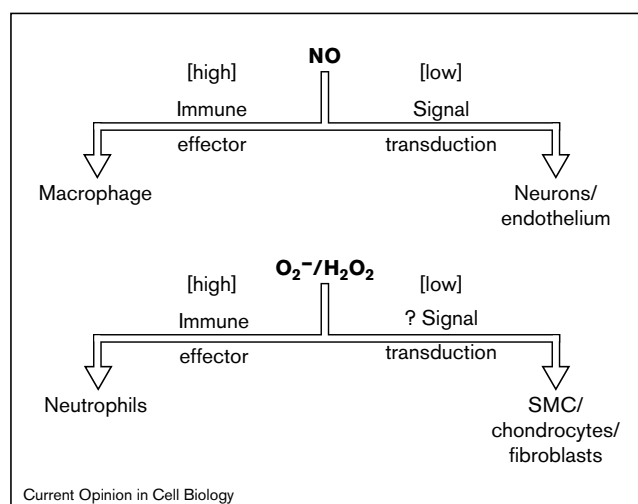 NO
[high] [low]
Immune Signal
effector transduction
Macrophage Neurons/
endothelium
O₂⁻/H₂O₂
[high] [low]
Immune ? Signal
effector transduction
Neutrophils SMC/
chondrocytes/
fibroblasts
Current Opinion in Cell Biology